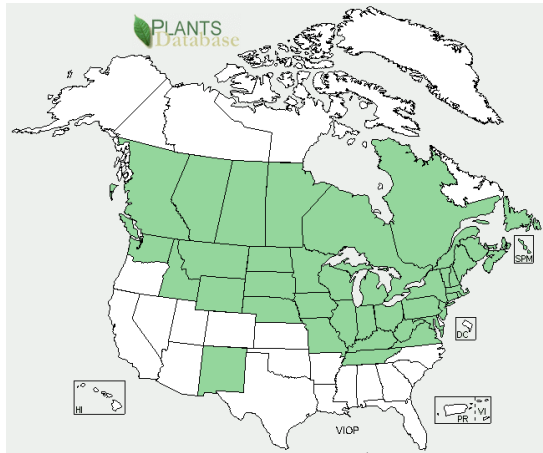 PLANTS
Database
SPM
DC
HI
PR
VI
VIOP